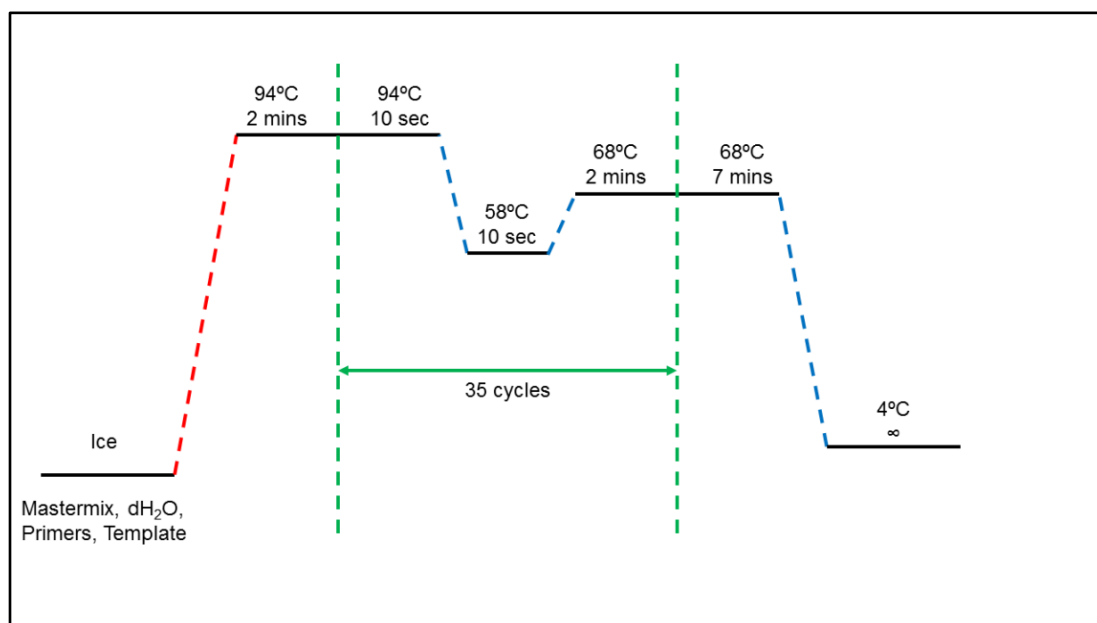 94ºC
2 mins
94ºC
10 sec
58ºC
10 sec
68ºC
2 mins
68ºC
7 mins
35 cycles
4ºC
∞
Ice
Mastermix, dH₂O,
Primers, Template